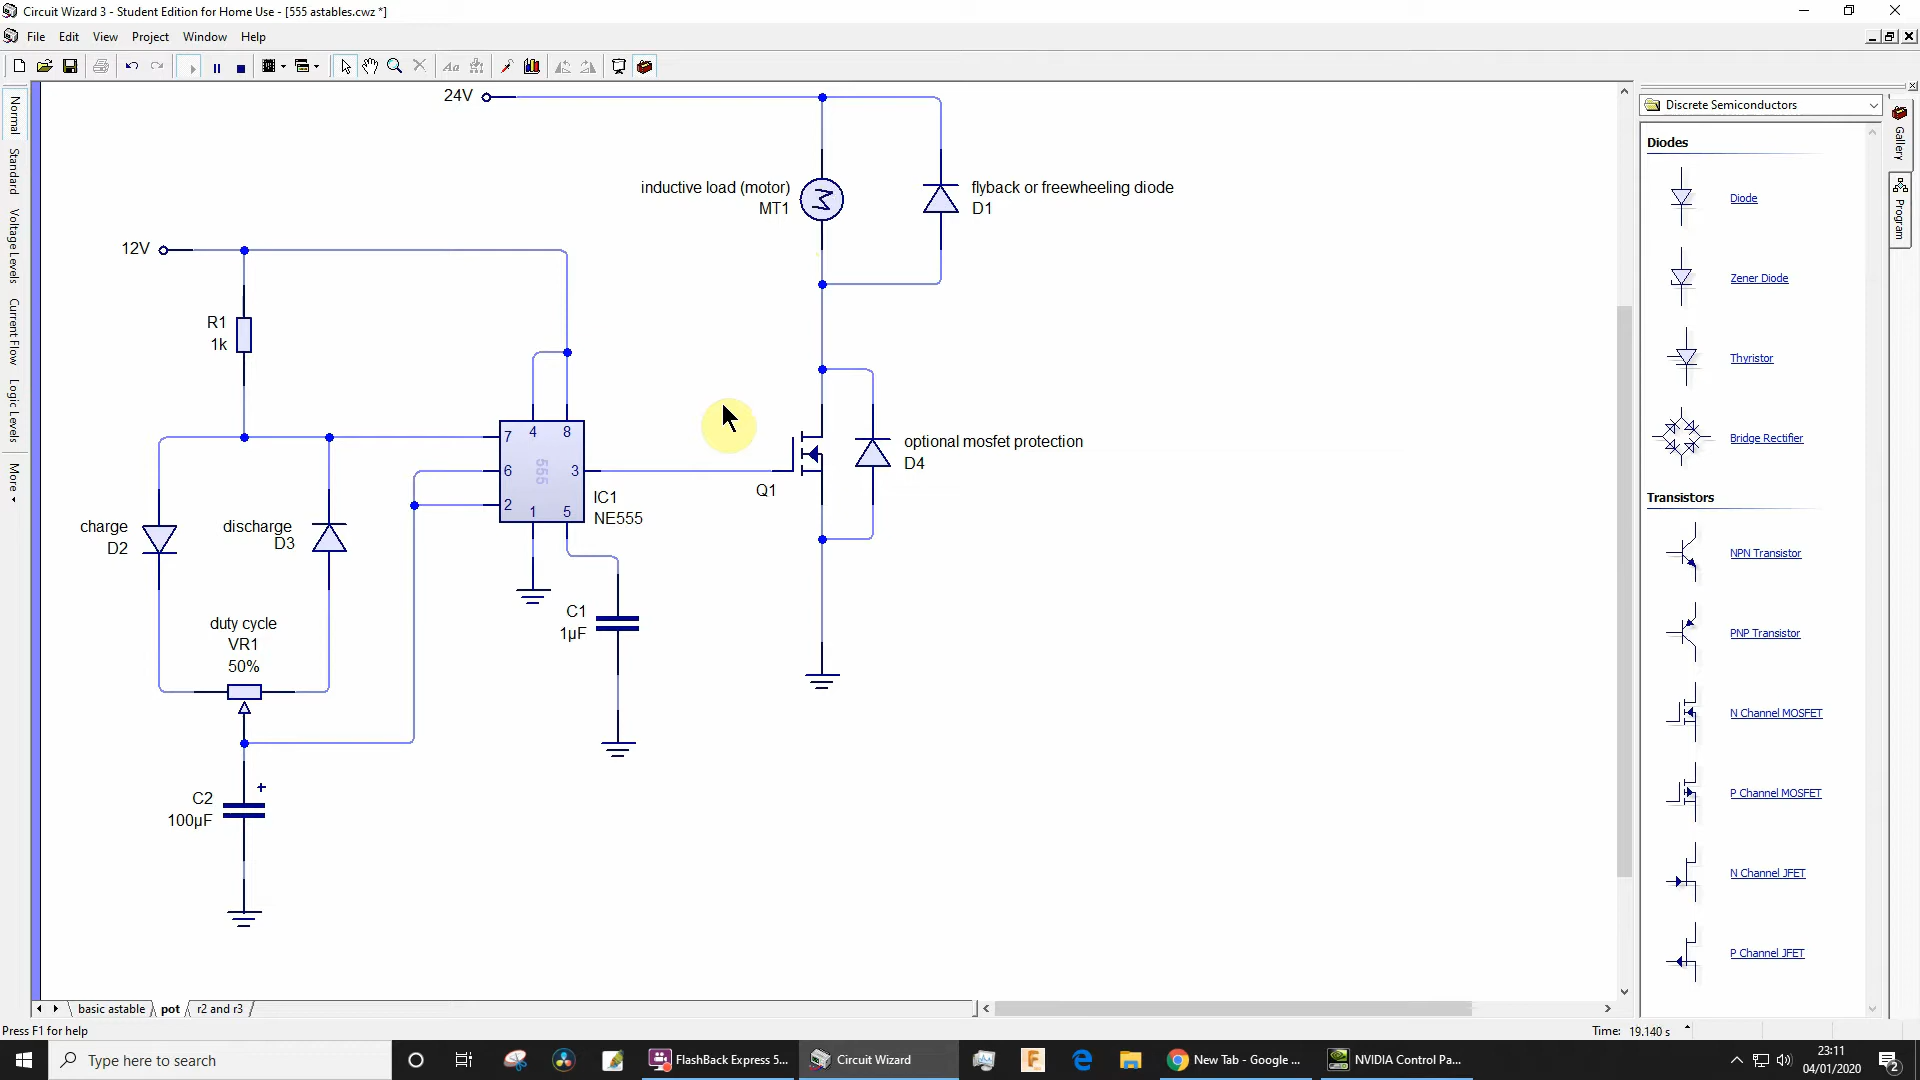 Circuit Wizard 3 - Student Edition for Home Use - [555 astables.cwz *]
File Edit View Project Window Help
Aa
Normal
Standard
Voltage Levels
Current Flow
Logic Levels
More
24V
inductive load (motor)
MT1
flyback or freewheeling diode
D1
12V
R1
1k
7 4 8
6 555 3
2 1 5
IC1
NE555
Q1
optional mosfet protection
D4
charge
D2
discharge
D3
C1
1µF
duty cycle
VR1
50%
+
C2
100µF
Discrete Semiconductors
Gallery
Program
Diodes
Diode
Zener Diode
Thyristor
Bridge Rectifier
Transistors
NPN Transistor
PNP Transistor
N Channel MOSFET
P Channel MOSFET
N Channel JFET
P Channel JFET
basic astable pot r2 and r3
Press F1 for help
Time: 19.140 s
Type here to search
FlashBack Express 5...
Circuit Wizard
New Tab - Google ...
NVIDIA Control Pa...
23:11
04/01/2020
2